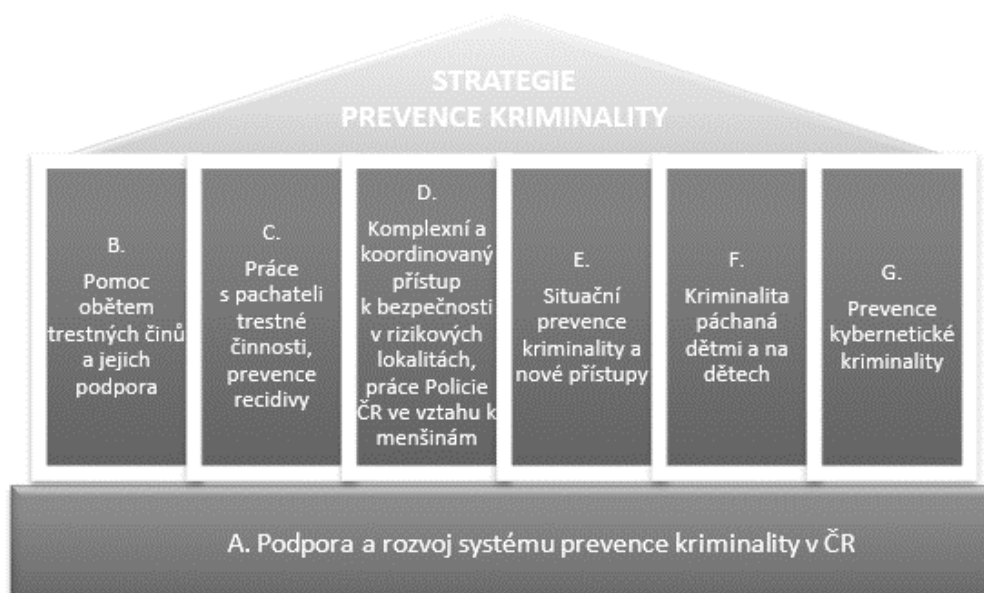 STRATEGIE
PREVENCE KRIMINALITY
B.
Pomoc
obětem
trestných činů
a jejich
podpora
C.
Práce
s pachateli
trestné
činnosti,
prevence
recidivy
D.
Komplexní a
koordinovaný
přístup
k bezpečnosti
v rizikových
lokalitách,
práce Policie
ČR ve vztahu k
menšinám
E.
Situační
prevence
kriminality a
nové přístupy
F.
Kriminalita
páchaná
dětmi a na
dětech
G.
Prevence
kybernetické
kriminality
A. Podpora a rozvoj systému prevence kriminality v ČR